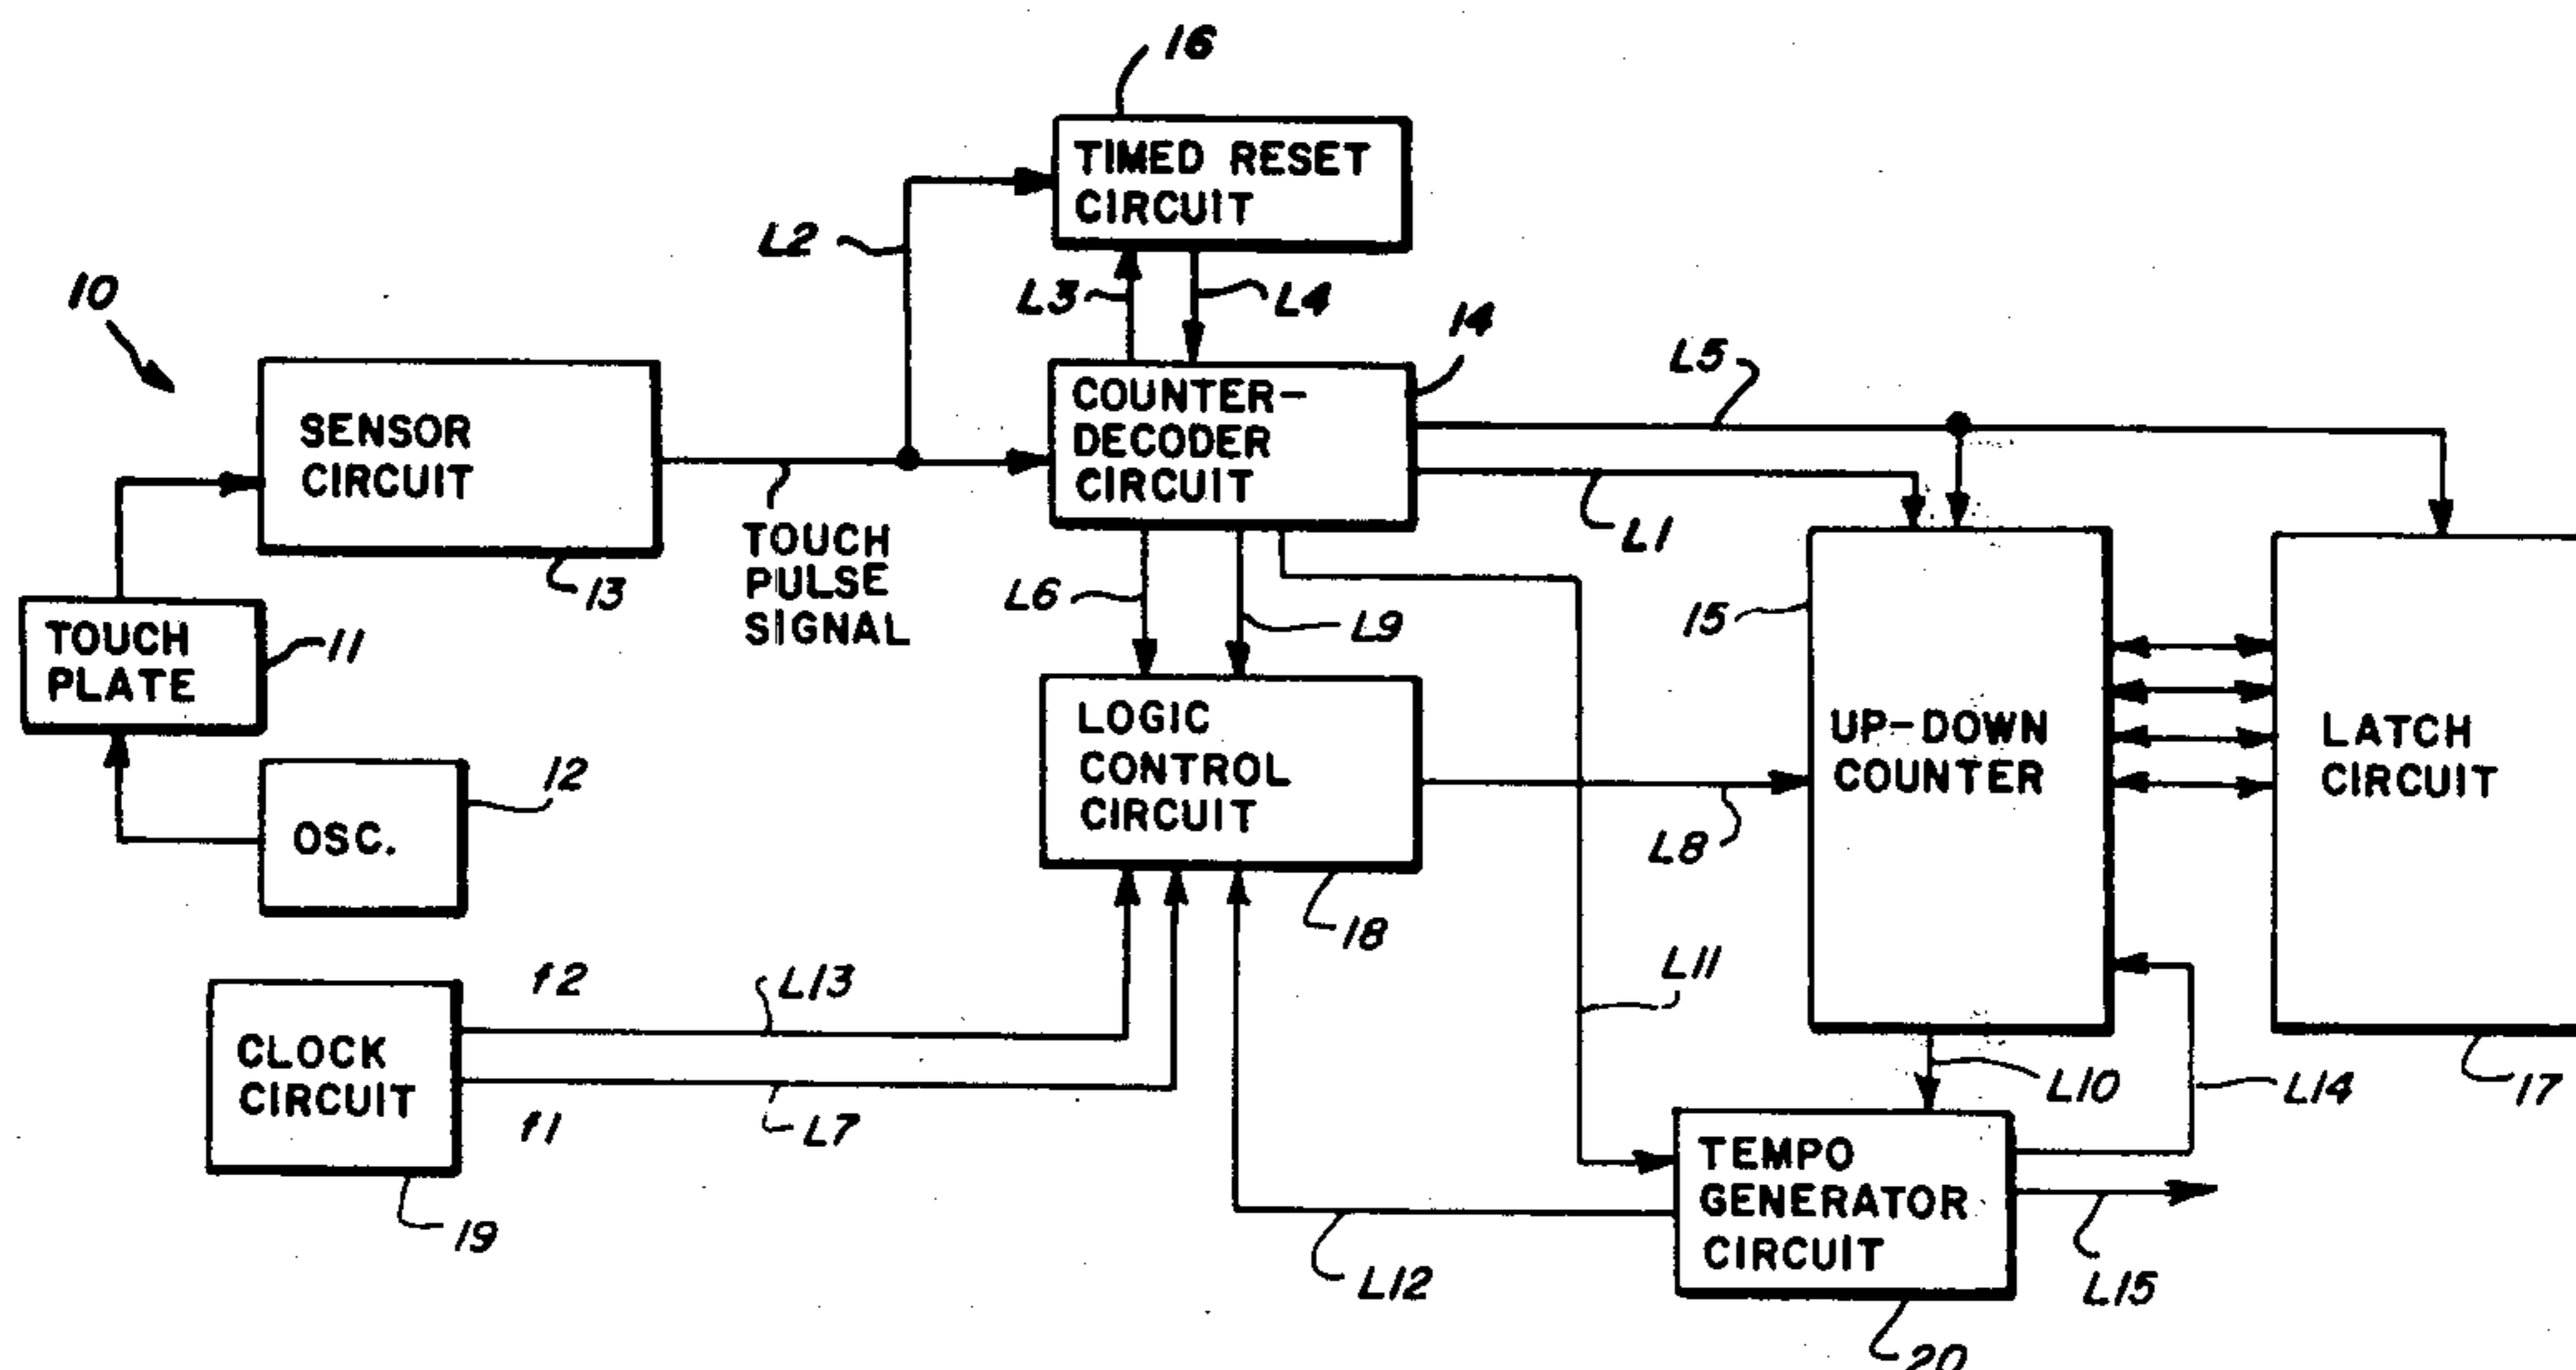 16
TIMED RESET
CIRCUIT
L2
L3
L4
10
14
L5
SENSOR
CIRCUIT
COUNTER-
DECODER
CIRCUIT
TOUCH
PULSE
SIGNAL
13
L1
L6
L9
15
TOUCH
PLATE
11
LOGIC
CONTROL
CIRCUIT
UP-DOWN
COUNTER
LATCH
CIRCUIT
12
OSC.
L8
18
f2
L13
L11
CLOCK
CIRCUIT
f1
L7
L10
L14
17
TEMPO
GENERATOR
CIRCUIT
19
L12
L15
20